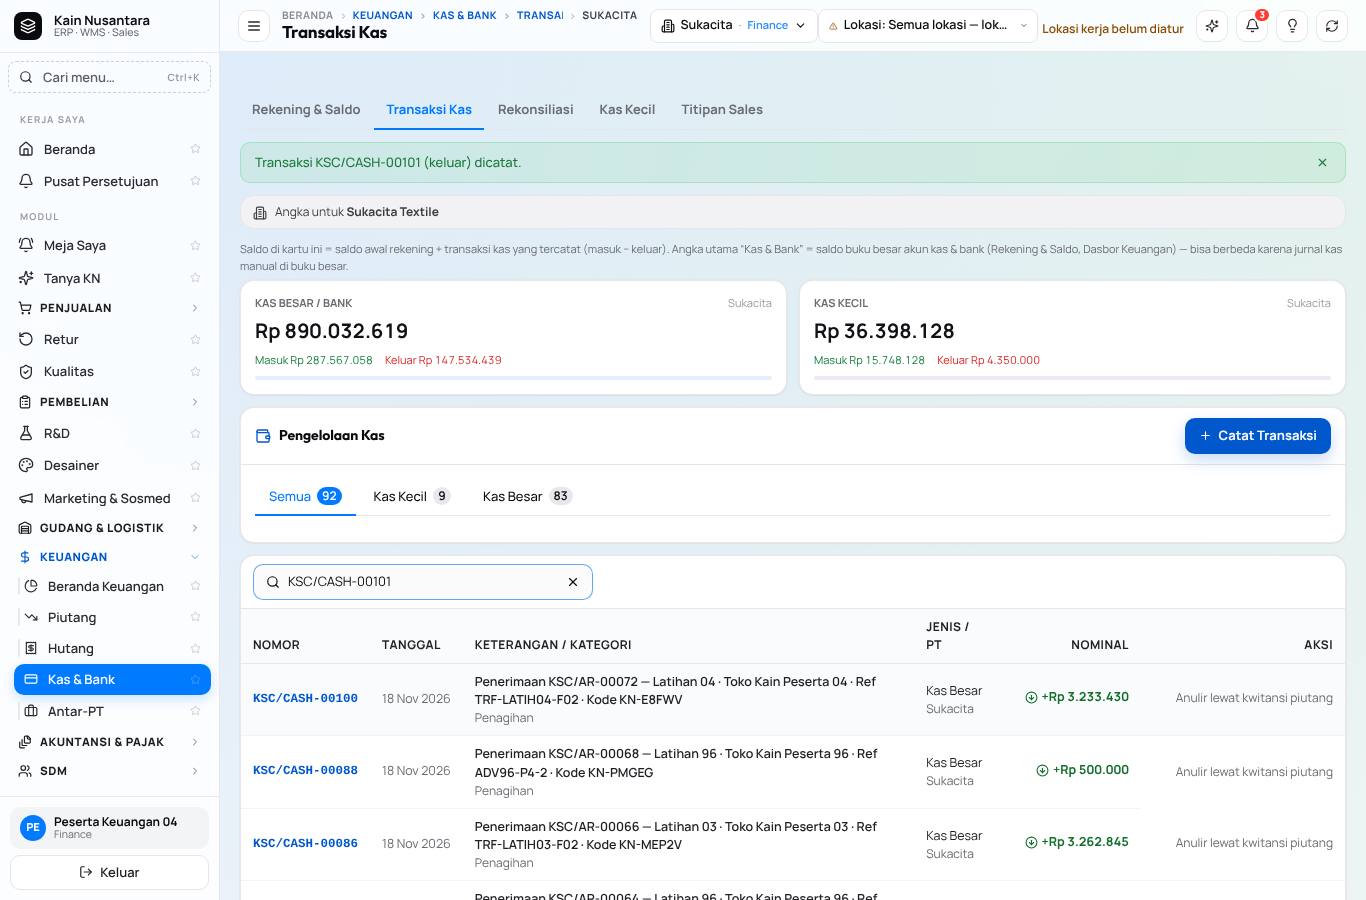 Kain Nusantara
ERP · WMS · Sales
Cari menu...
Ctrl+K
KERJA SAYA
Beranda
Pusat Persetujuan
MODUL
Meja Saya
Tanya KN
PENJUALAN
Retur
Kualitas
PEMBELIAN
R&D
Desainer
Marketing & Sosmed
GUDANG & LOGISTIK
KEUANGAN
Beranda Keuangan
Piutang
Hutang
Kas & Bank
Antar-PT
AKUNTANSI & PAJAK
SDM
PE
Peserta Keuangan 04
Finance
Keluar
BERANDA > KEUANGAN > KAS & BANK > TRANSAI > SUKACITA
Transaksi Kas
Sukacita · Finance
Lokasi: Semua lokasi — lok...
Lokasi kerja belum diatur
3
Rekening & Saldo
Transaksi Kas
Rekonsiliasi
Kas Kecil
Titipan Sales
Transaksi KSC/CASH-00101 (keluar) dicatat.
Angka untuk Sukacita Textile
Saldo di kartu ini = saldo awal rekening + transaksi kas yang tercatat (masuk − keluar). Angka utama "Kas & Bank" = saldo buku besar akun kas & bank (Rekening & Saldo, Dasbor Keuangan) — bisa berbeda karena jurnal kas
manual di buku besar.
KAS BESAR / BANK
Sukacita
Rp 890.032.619
Masuk Rp 287.567.058 Keluar Rp 147.534.439
KAS KECIL
Sukacita
Rp 36.398.128
Masuk Rp 15.748.128 Keluar Rp 4.350.000
Pengelolaan Kas
+ Catat Transaksi
Semua 92
Kas Kecil 9
Kas Besar 83
KSC/CASH-00101
NOMOR
TANGGAL
KETERANGAN / KATEGORI
JENIS /
PT
NOMINAL
AKSI
KSC/CASH-00100
18 Nov 2026
Penerimaan KSC/AR-00072 — Latihan 04 · Toko Kain Peserta 04 · Ref
TRF-LATIH04-F02 · Kode KN-E8FWV
Penagihan
Kas Besar
Sukacita
+Rp 3.233.430
Anulir lewat kwitansi piutang
KSC/CASH-00088
18 Nov 2026
Penerimaan KSC/AR-00068 — Latihan 96 · Toko Kain Peserta 96 · Ref
ADV96-P4-2 · Kode KN-PMGEG
Penagihan
Kas Besar
Sukacita
+Rp 500.000
Anulir lewat kwitansi piutang
KSC/CASH-00086
18 Nov 2026
Penerimaan KSC/AR-00066 — Latihan 03 · Toko Kain Peserta 03 · Ref
TRF-LATIH03-F02 · Kode KN-MEP2V
Penagihan
Kas Besar
Sukacita
+Rp 3.262.845
Anulir lewat kwitansi piutang
Penerimaan KSC/AR-00064 — Latihan 96 · Toko Kain Peserta 96 · Ref